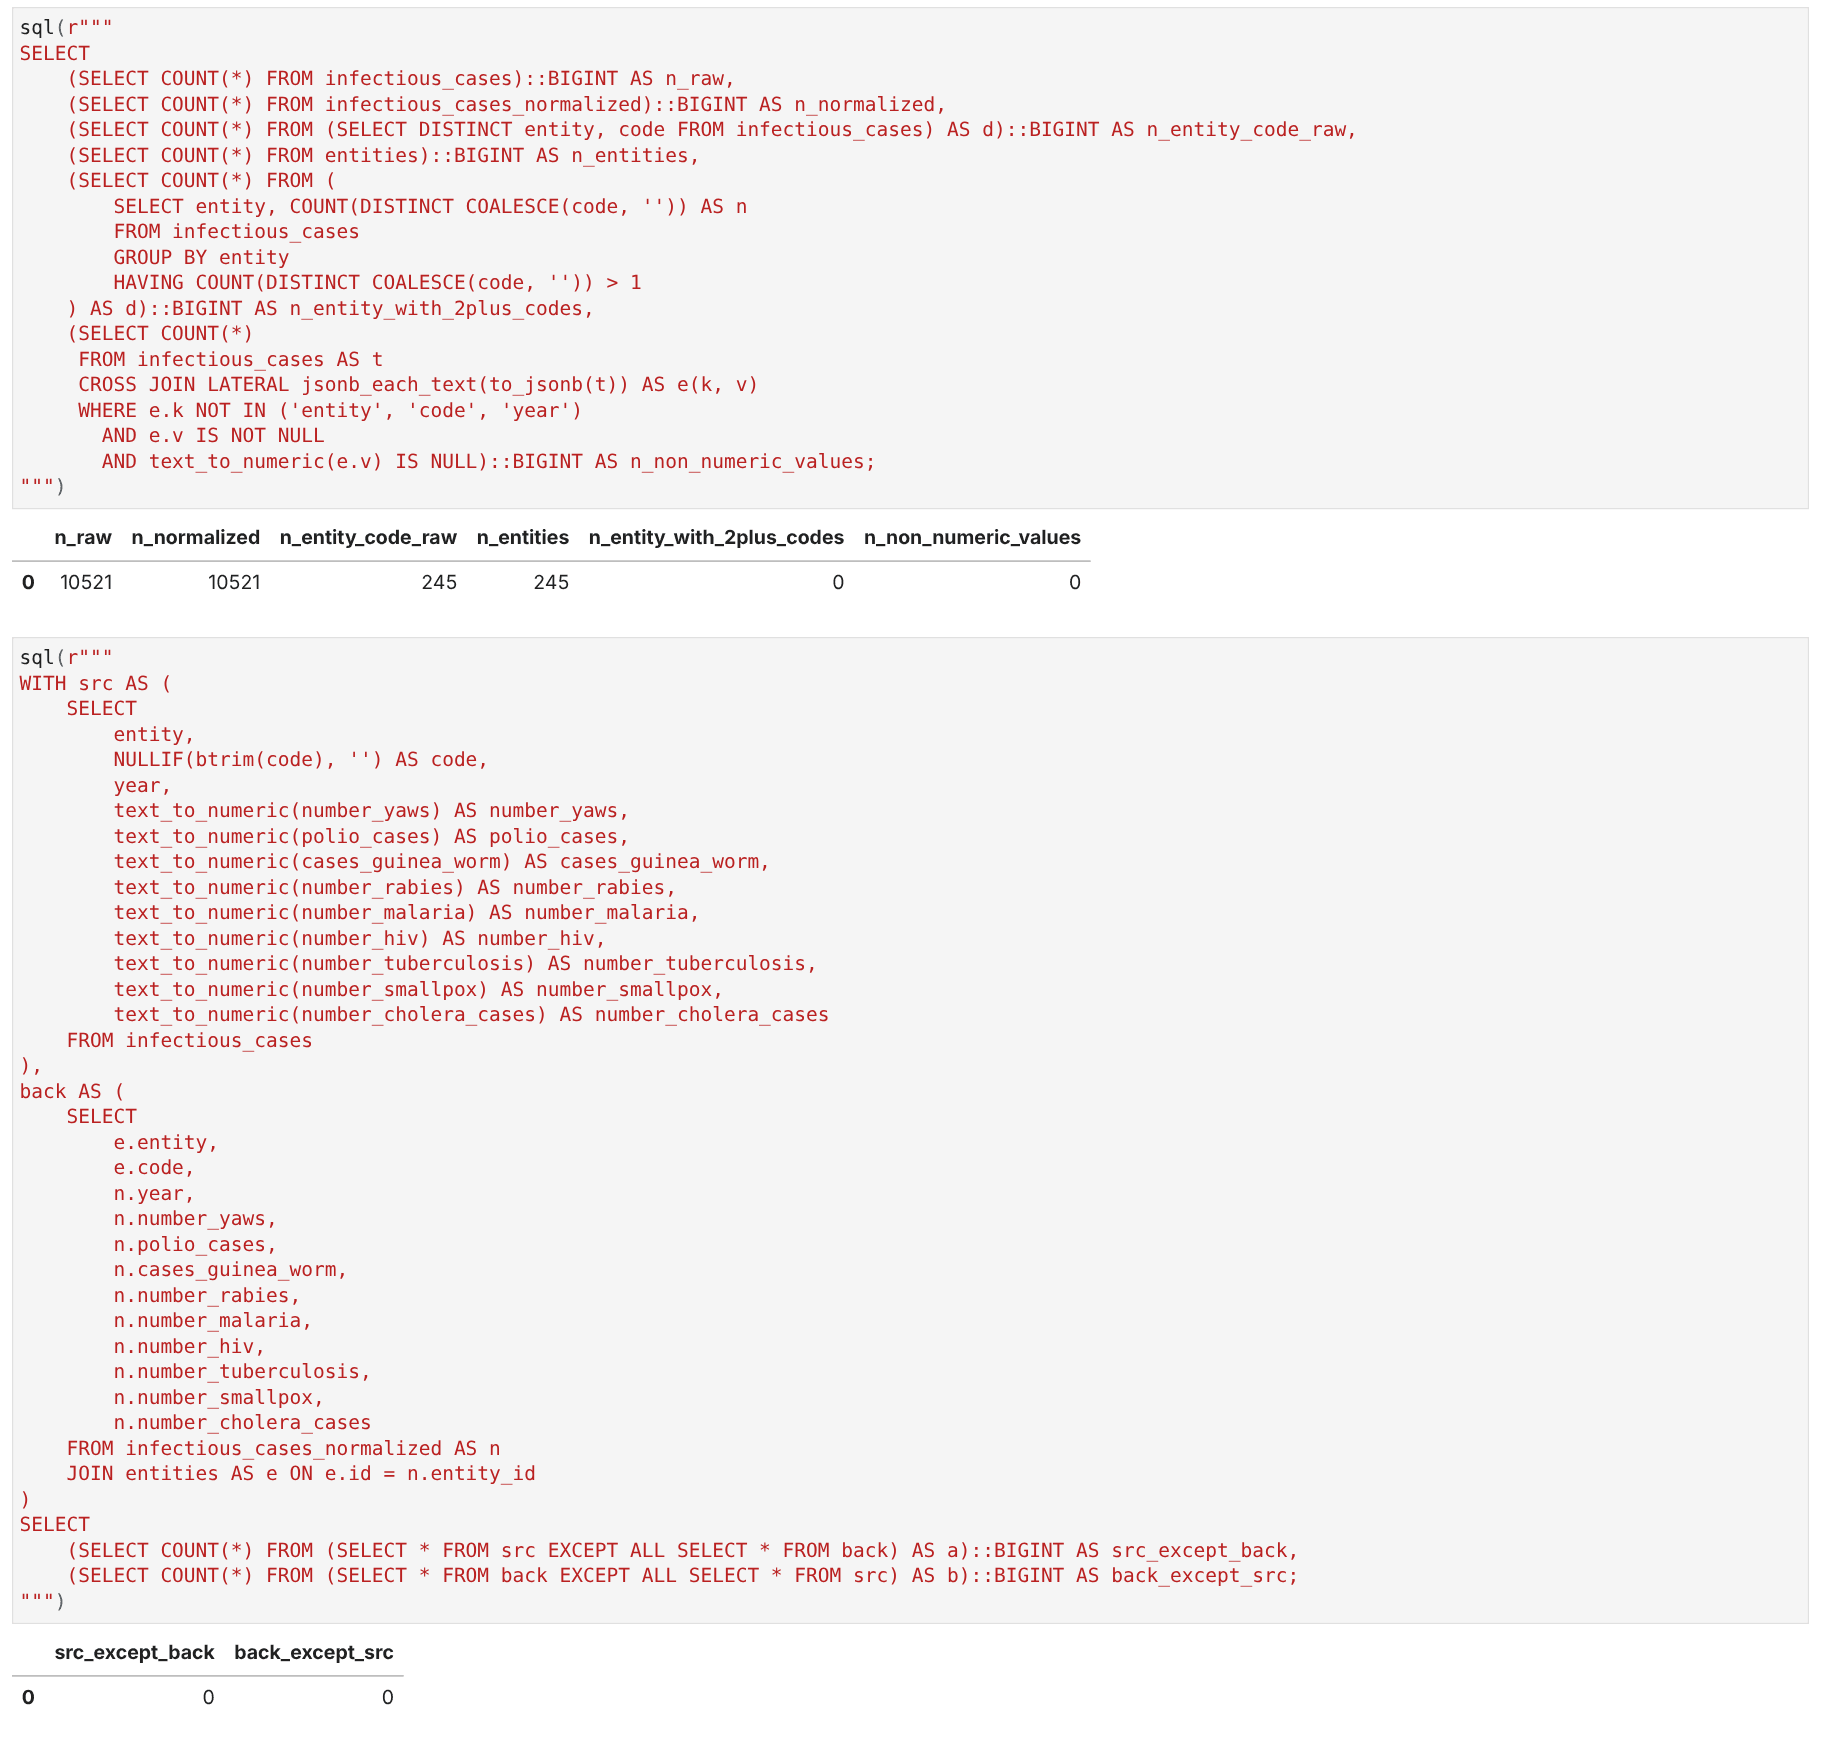 sql(r"""
SELECT
    (SELECT COUNT(*) FROM infectious_cases)::BIGINT AS n_raw,
    (SELECT COUNT(*) FROM infectious_cases_normalized)::BIGINT AS n_normalized,
    (SELECT COUNT(*) FROM (SELECT DISTINCT entity, code FROM infectious_cases) AS d)::BIGINT AS n_entity_code_raw,
    (SELECT COUNT(*) FROM entities)::BIGINT AS n_entities,
    (SELECT COUNT(*) FROM (
        SELECT entity, COUNT(DISTINCT COALESCE(code, '')) AS n
        FROM infectious_cases
        GROUP BY entity
        HAVING COUNT(DISTINCT COALESCE(code, '')) > 1
    ) AS d)::BIGINT AS n_entity_with_2plus_codes,
    (SELECT COUNT(*)
     FROM infectious_cases AS t
     CROSS JOIN LATERAL jsonb_each_text(to_jsonb(t)) AS e(k, v)
     WHERE e.k NOT IN ('entity', 'code', 'year')
       AND e.v IS NOT NULL
       AND text_to_numeric(e.v) IS NULL)::BIGINT AS n_non_numeric_values;
""")
n_raw n_normalized n_entity_code_raw n_entities n_entity_with_2plus_codes n_non_numeric_values
0 10521 10521 245 245 0 0
sql(r"""
WITH src AS (
    SELECT
        entity,
        NULLIF(btrim(code), '') AS code,
        year,
        text_to_numeric(number_yaws) AS number_yaws,
        text_to_numeric(polio_cases) AS polio_cases,
        text_to_numeric(cases_guinea_worm) AS cases_guinea_worm,
        text_to_numeric(number_rabies) AS number_rabies,
        text_to_numeric(number_malaria) AS number_malaria,
        text_to_numeric(number_hiv) AS number_hiv,
        text_to_numeric(number_tuberculosis) AS number_tuberculosis,
        text_to_numeric(number_smallpox) AS number_smallpox,
        text_to_numeric(number_cholera_cases) AS number_cholera_cases
    FROM infectious_cases
),
back AS (
    SELECT
        e.entity,
        e.code,
        n.year,
        n.number_yaws,
        n.polio_cases,
        n.cases_guinea_worm,
        n.number_rabies,
        n.number_malaria,
        n.number_hiv,
        n.number_tuberculosis,
        n.number_smallpox,
        n.number_cholera_cases
    FROM infectious_cases_normalized AS n
    JOIN entities AS e ON e.id = n.entity_id
)
SELECT
    (SELECT COUNT(*) FROM (SELECT * FROM src EXCEPT ALL SELECT * FROM back) AS a)::BIGINT AS src_except_back,
    (SELECT COUNT(*) FROM (SELECT * FROM back EXCEPT ALL SELECT * FROM src) AS b)::BIGINT AS back_except_src;
""")
src_except_back back_except_src
0 0 0